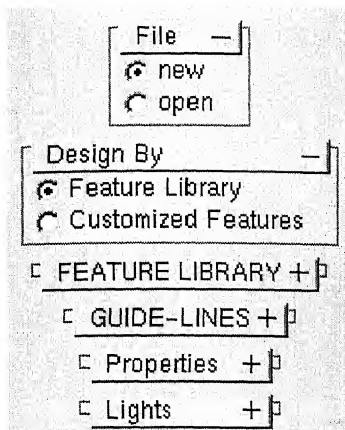 File −
new
open
Design By −
Feature Library
Customized Features
FEATURE LIBRARY +
GUIDE-LINES +
Properties +
Lights +